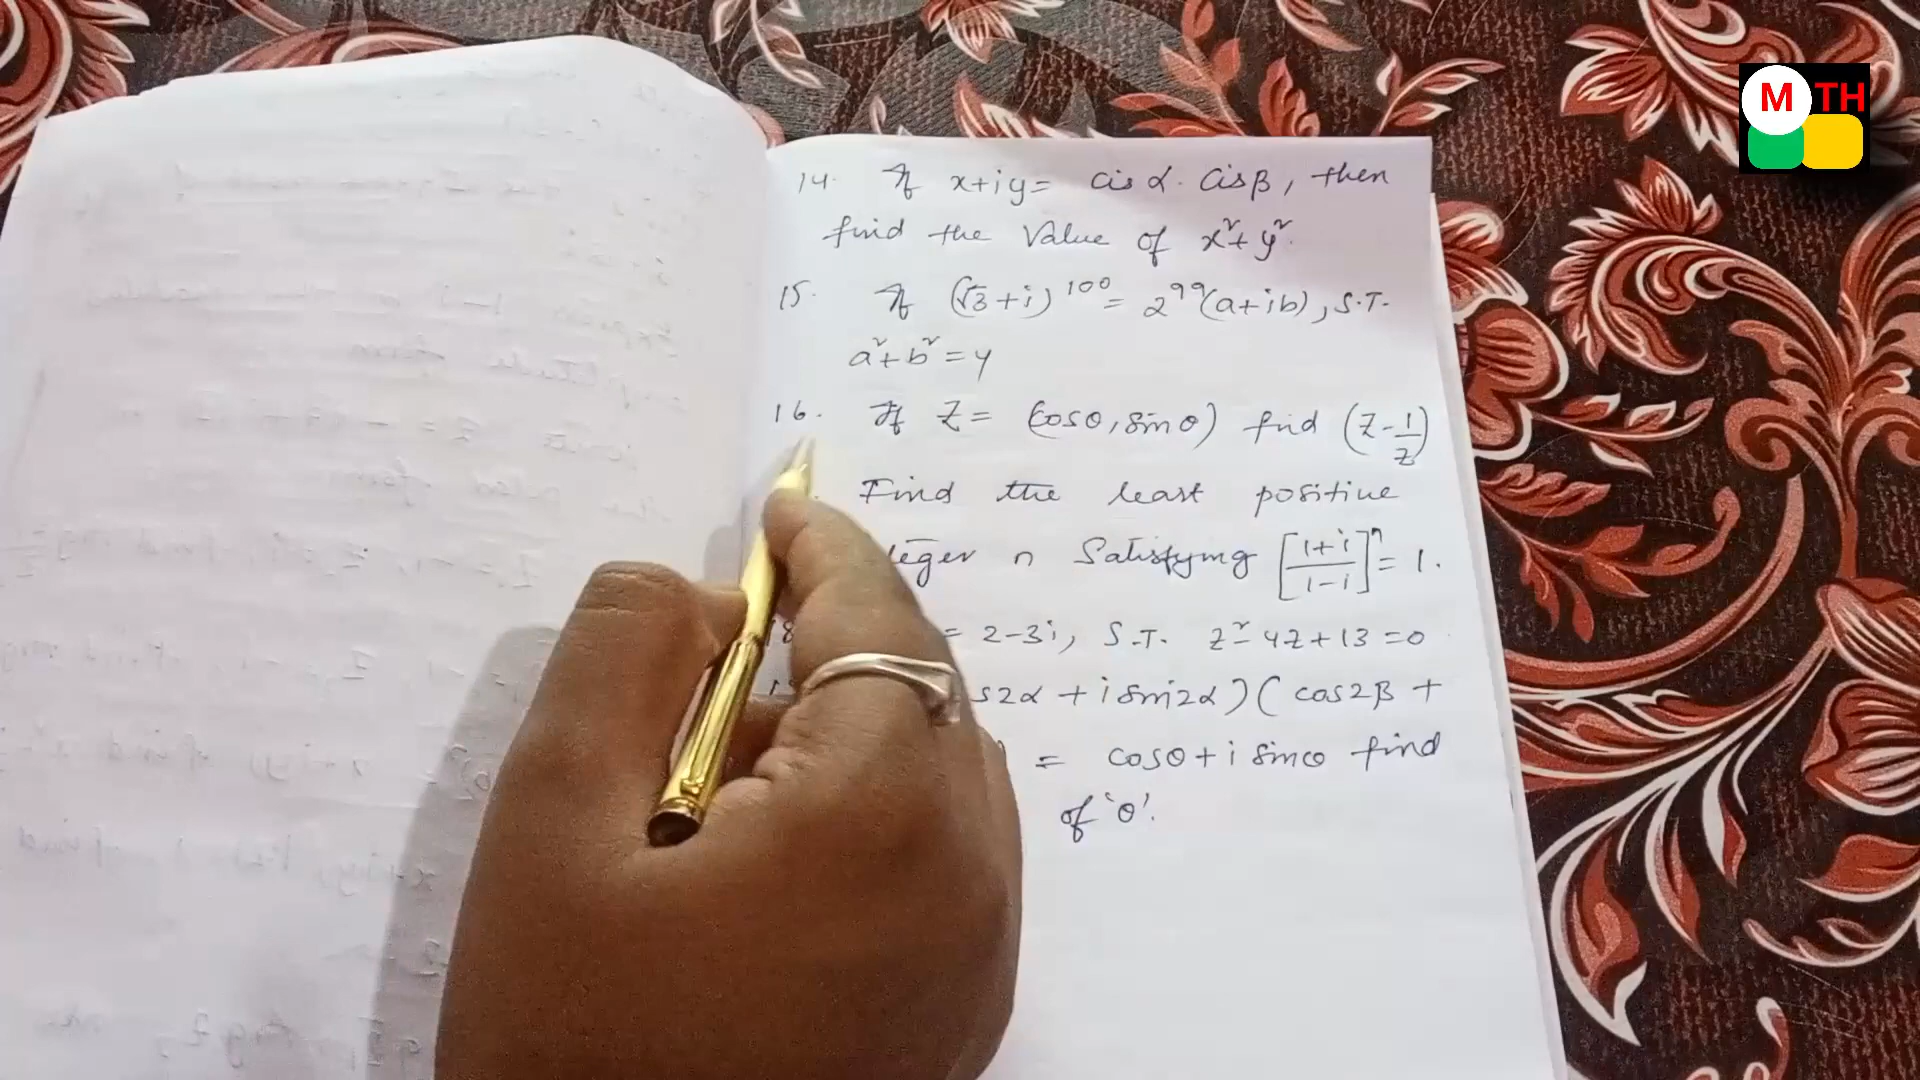 M TH
14. If x+iy = cis α. Cis β, then
find the Value of x²+y².
15. If (√3+i)¹⁰⁰ = 2⁹⁹(a+ib), S.T.
a²+b² = 4
16. If Z = (cosθ, sinθ) find (Z - 1/z)
Find the least positive
n Satisfying [1+i/1-i]ⁿ = 1.
18 = 2-3i, S.T. z²-4z+13=0
s2α + i sin2α) (cos2β +
= cosθ + i sinθ find
of 'θ'.